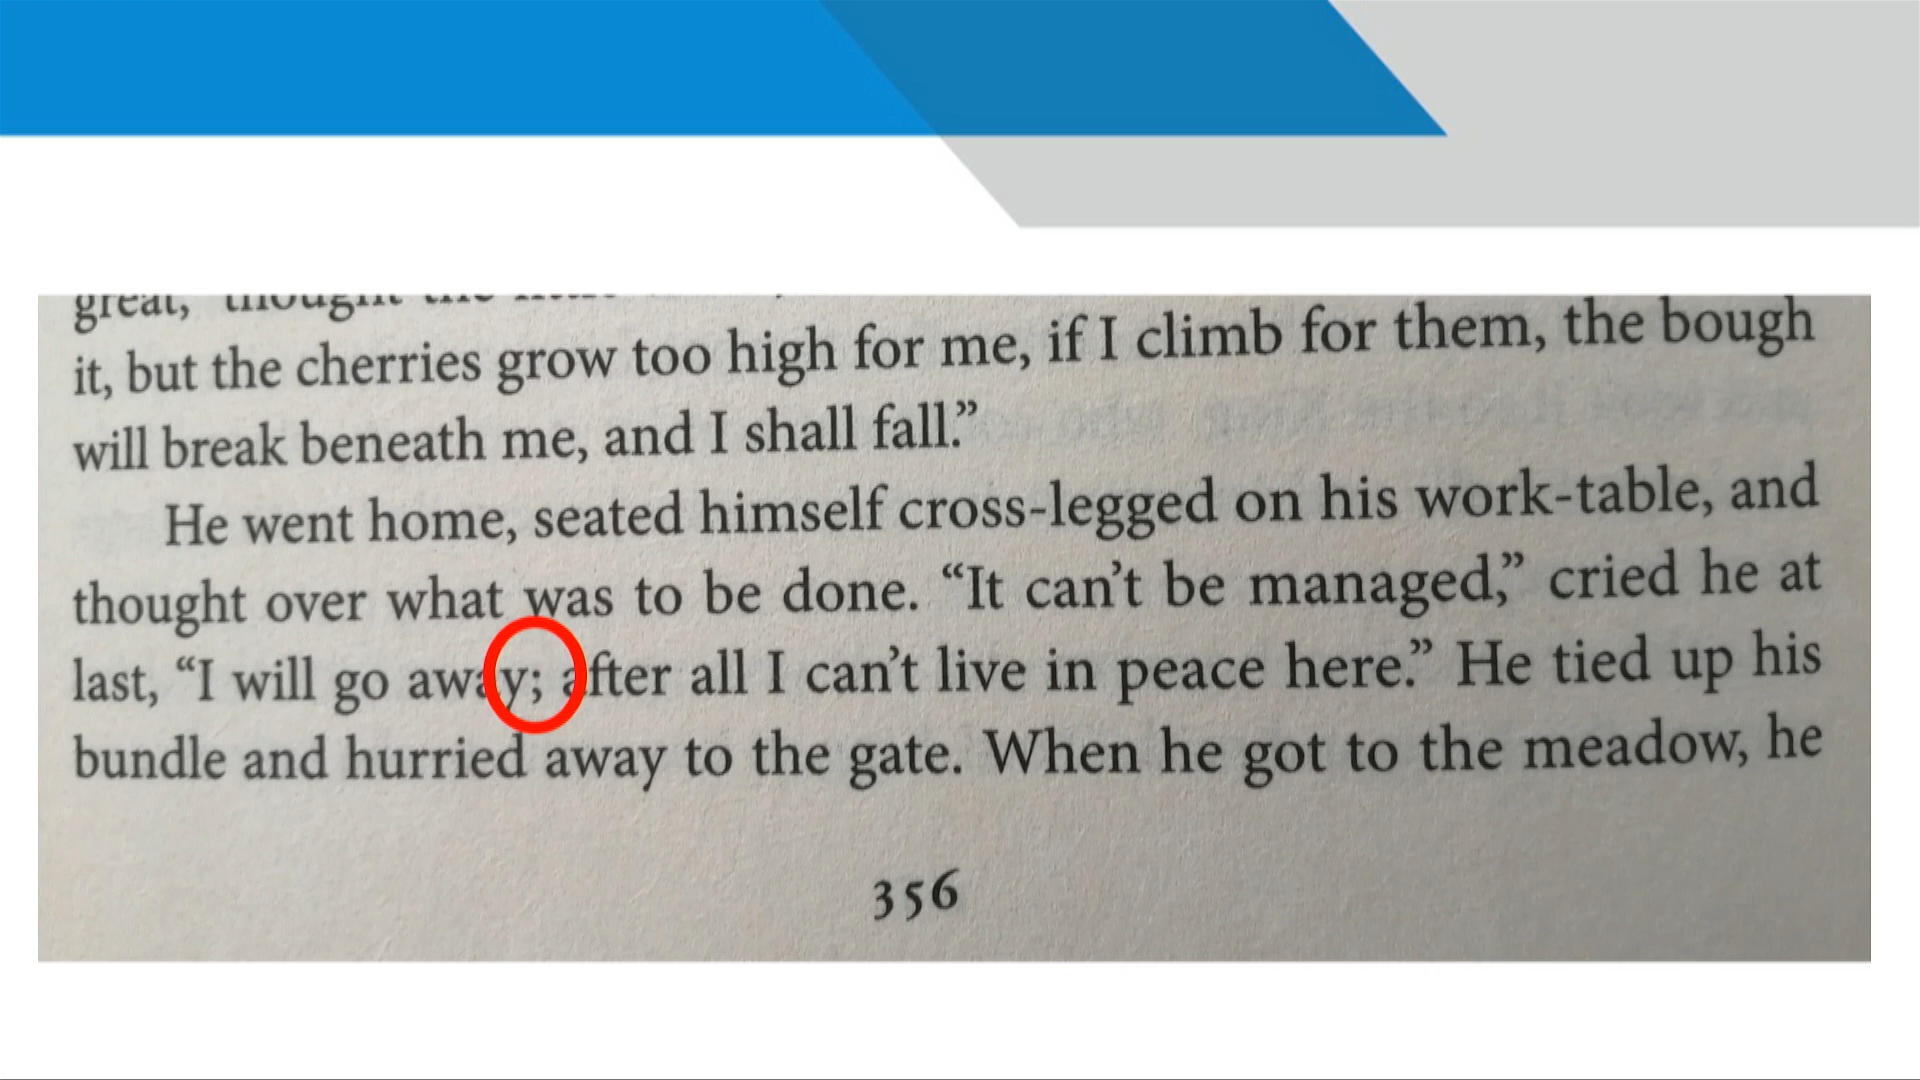 great, thought the
it, but the cherries grow too high for me, if I climb for them, the bough
will break beneath me, and I shall fall.”
He went home, seated himself cross-legged on his work-table, and
thought over what was to be done. “It can’t be managed,” cried he at
last, “I will go away; after all I can’t live in peace here.” He tied up his
bundle and hurried away to the gate. When he got to the meadow, he
356